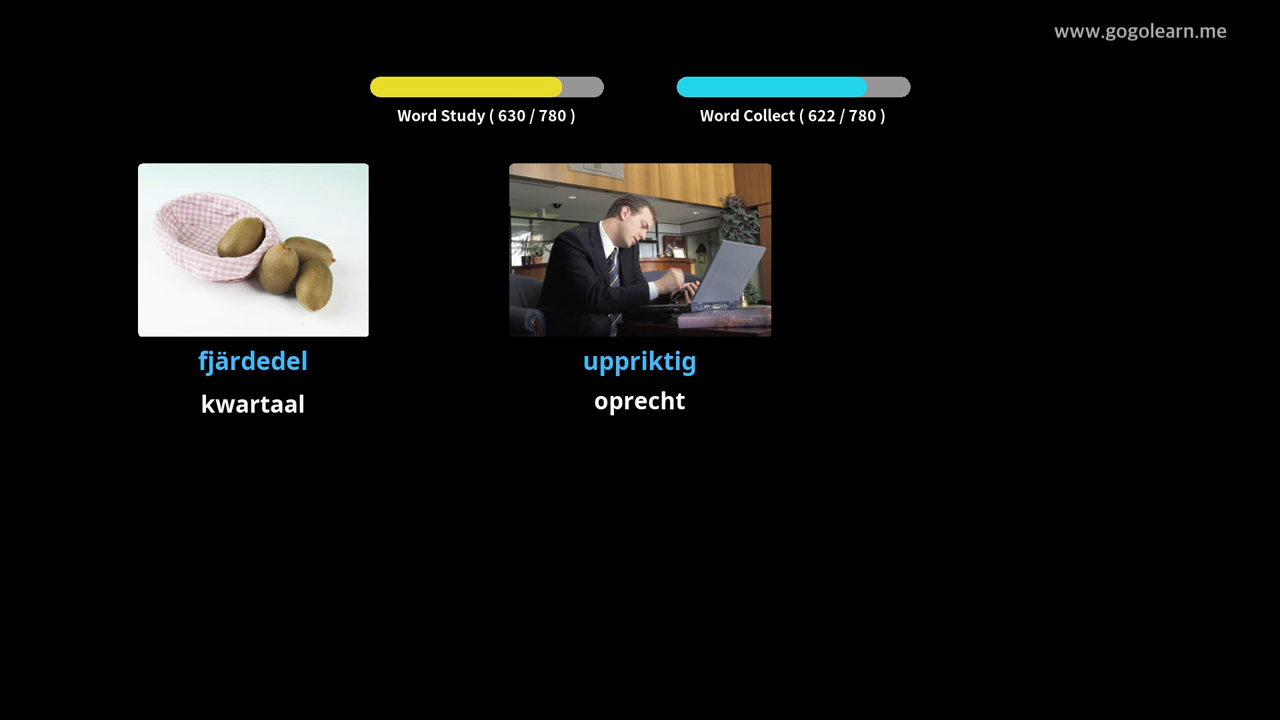 www.gogolearn.me
Word Study ( 630 / 780 )
Word Collect ( 622 / 780 )
fjärdedel
kwartaal
uppriktig
oprecht